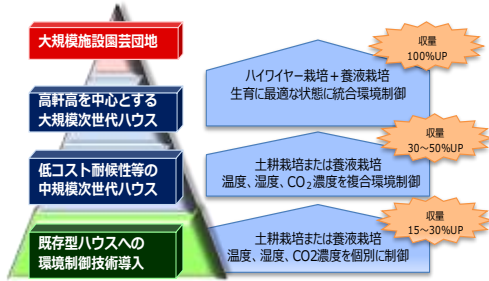 大規模施設園芸団地
収量
100%UP
ハイワイヤー栽培＋養液栽培
生育に最適な状態に統合環境制御
高軒高を中心とする
大規模次世代ハウス
収量
30～50%UP
低コスト耐候性等の
中規模次世代ハウス
土耕栽培または養液栽培
温度、湿度、CO₂濃度を複合環境制御
収量
15～30%UP
既存型ハウスへの
環境制御技術導入
土耕栽培または養液栽培
温度、湿度、CO2濃度を個別に制御